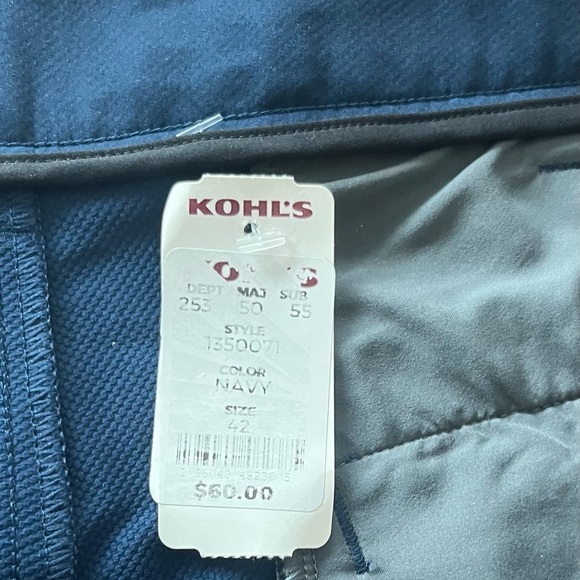 KOHL'S
DEPT MAJ SUB
253 50 55
STYLE
1350071
COLOR
NAVY
SIZE
42
$60.00